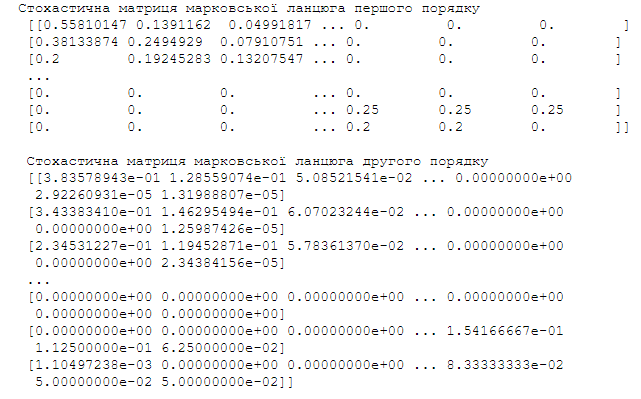 Стохастична матриця марковської ланцюга першого порядку
[[0.55810147 0.1391162  0.04991817 ... 0.         0.         0.        ]
[0.38133874 0.2494929  0.07910751 ... 0.         0.         0.        ]
[0.2        0.19245283 0.13207547 ... 0.         0.         0.        ]
...
[0.         0.         0.         ... 0.         0.         0.        ]
[0.         0.         0.         ... 0.25       0.25       0.25      ]
[0.         0.         0.         ... 0.2        0.2        0.        ]]
Стохастична матриця марковської ланцюга другого порядку
[[3.83578943e-01 1.28559074e-01 5.08521541e-02 ... 0.00000000e+00
2.92260931e-05 1.31988807e-05]
[3.43383410e-01 1.46295494e-01 6.07023244e-02 ... 0.00000000e+00
0.00000000e+00 1.25987426e-05]
[2.34531227e-01 1.19452871e-01 5.78361370e-02 ... 0.00000000e+00
0.00000000e+00 2.34384156e-05]
...
[0.00000000e+00 0.00000000e+00 0.00000000e+00 ... 0.00000000e+00
0.00000000e+00 0.00000000e+00]
[0.00000000e+00 0.00000000e+00 0.00000000e+00 ... 1.54166667e-01
1.12500000e-01 6.25000000e-02]
[1.10497238e-03 0.00000000e+00 0.00000000e+00 ... 8.33333333e-02
5.00000000e-02 5.00000000e-02]]